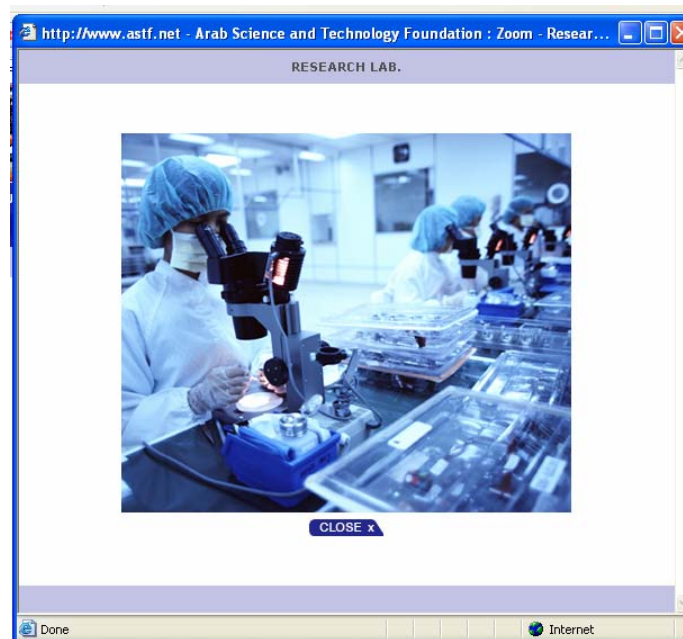 http://www.astf.net - Arab Science and Technology Foundation : Zoom - Resear...
RESEARCH LAB.
CLOSE x
Done
Internet